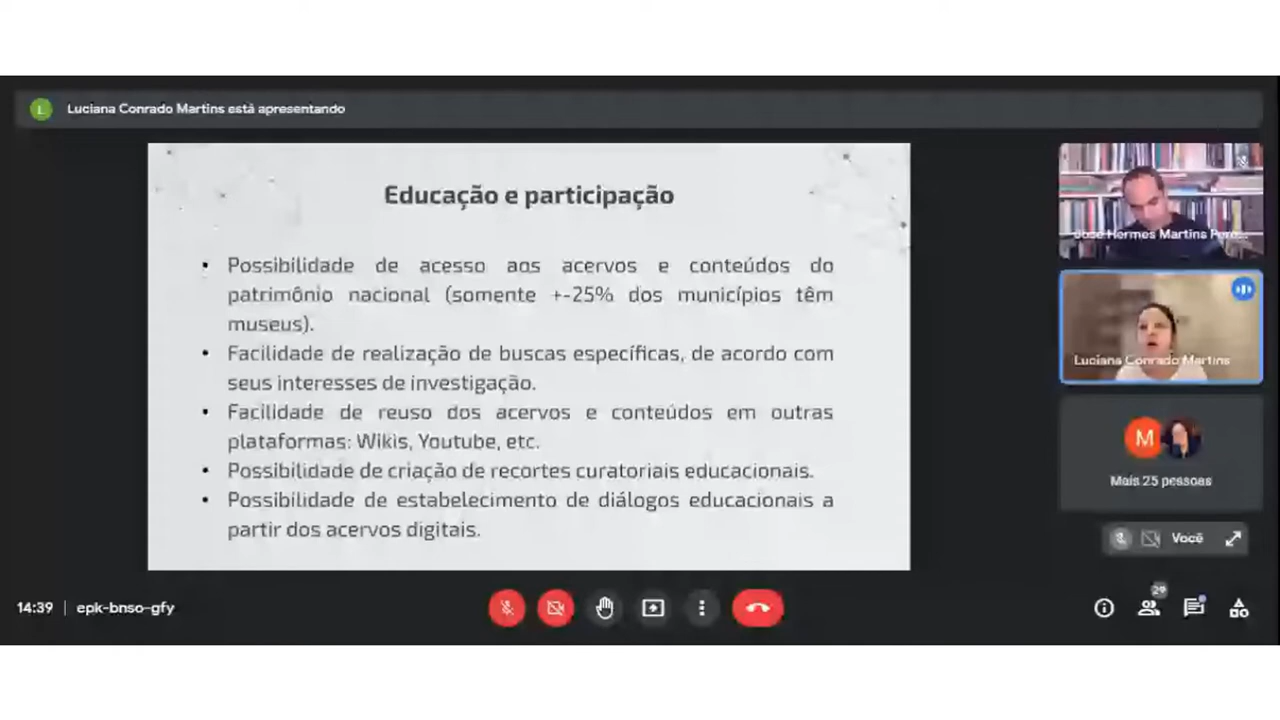 L Luciana Conrado Martins está apresentando
Educação e participação
• Possibilidade de acesso aos acervos e conteúdos do
patrimônio nacional (somente +-25% dos municípios têm
museus).
• Facilidade de realização de buscas específicas, de acordo com
seus interesses de investigação.
• Facilidade de reuso dos acervos e conteúdos em outras
plataformas: Wikis, Youtube, etc.
• Possibilidade de criação de recortes curatoriais educacionais.
• Possibilidade de estabelecimento de diálogos educacionais a
partir dos acervos digitais.
José Hermes Martins
Luciana Conrado Martins
M
Mais 25 pessoas
Você
14:39 | epk-bnso-gfy
29